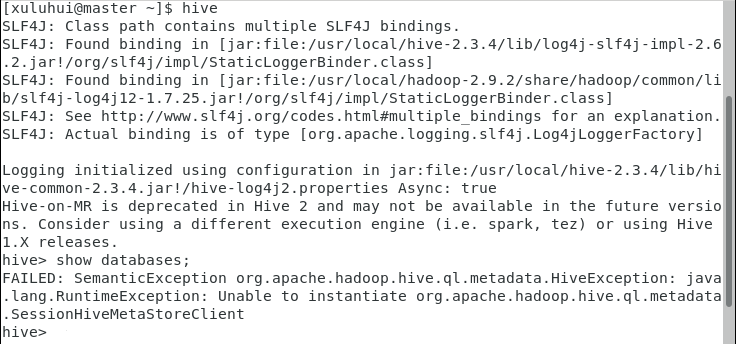 [xuluhui@master ~]$ hive
SLF4J: Class path contains multiple SLF4J bindings.
SLF4J: Found binding in [jar:file:/usr/local/hive-2.3.4/lib/log4j-slf4j-impl-2.6
.2.jar!/org/slf4j/impl/StaticLoggerBinder.class]
SLF4J: Found binding in [jar:file:/usr/local/hadoop-2.9.2/share/hadoop/common/li
b/slf4j-log4j12-1.7.25.jar!/org/slf4j/impl/StaticLoggerBinder.class]
SLF4J: See http://www.slf4j.org/codes.html#multiple_bindings for an explanation.
SLF4J: Actual binding is of type [org.apache.logging.slf4j.Log4jLoggerFactory]

Logging initialized using configuration in jar:file:/usr/local/hive-2.3.4/lib/hi
ve-common-2.3.4.jar!/hive-log4j2.properties Async: true
Hive-on-MR is deprecated in Hive 2 and may not be available in the future versio
ns. Consider using a different execution engine (i.e. spark, tez) or using Hive
1.X releases.
hive> show databases;
FAILED: SemanticException org.apache.hadoop.hive.ql.metadata.HiveException: java
.lang.RuntimeException: Unable to instantiate org.apache.hadoop.hive.ql.metadata
.SessionHiveMetaStoreClient
hive>